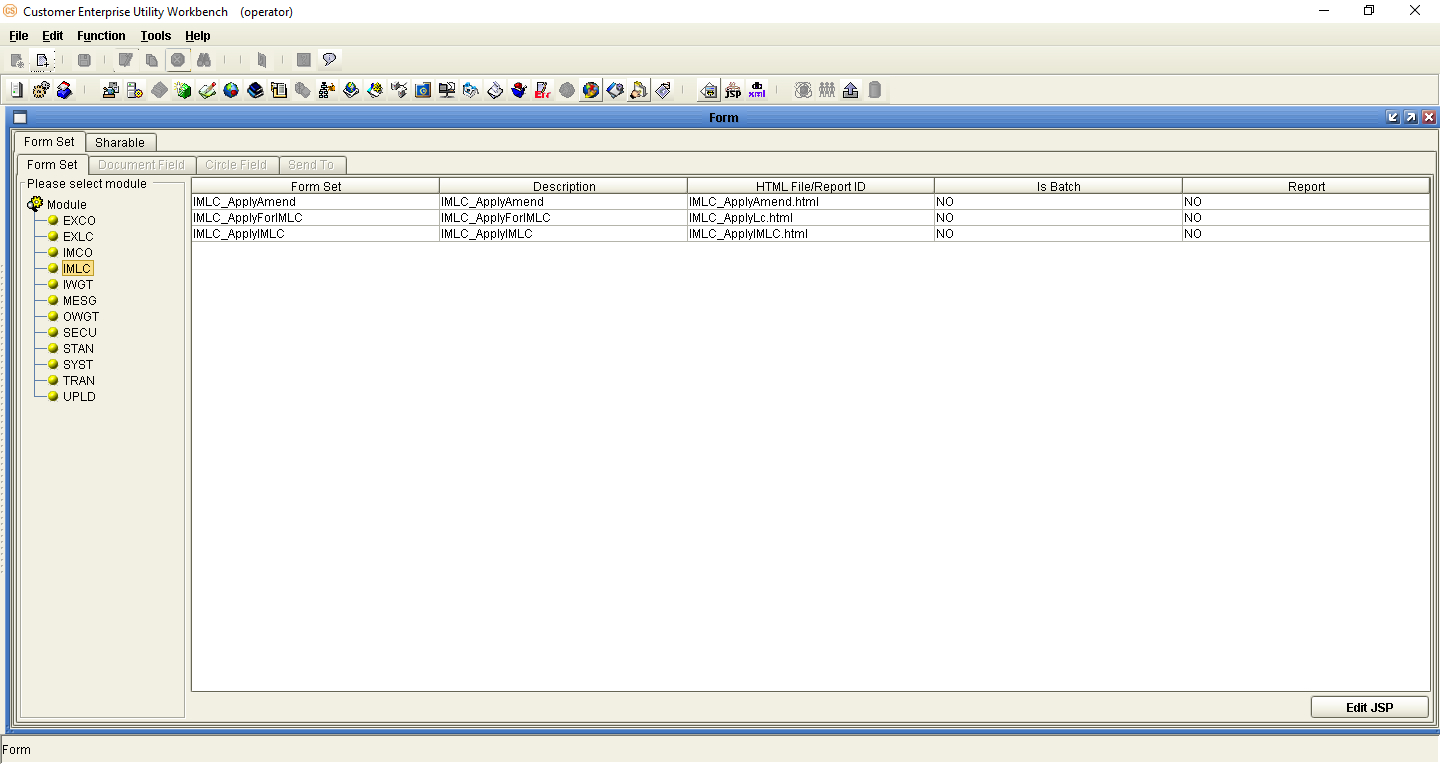 Customer Enterprise Utility Workbench (operator)
File Edit Function Tools Help
JSP xml
Form
Form Set Sharable
Form Set Document Field Circle Field Send To
Please select module
Module
EXCO
EXLC
IMCO
IMLC
IWGT
MESG
OWGT
SECU
STAN
SYST
TRAN
UPLD
Form Set Description HTML File/Report ID Is Batch Report
IMLC_ApplyAmend IMLC_ApplyAmend IMLC_ApplyAmend.html NO NO
IMLC_ApplyForIMLC IMLC_ApplyForIMLC IMLC_ApplyLc.html NO NO
IMLC_ApplyIMLC IMLC_ApplyIMLC IMLC_ApplyIMLC.html NO NO
Edit JSP
Form